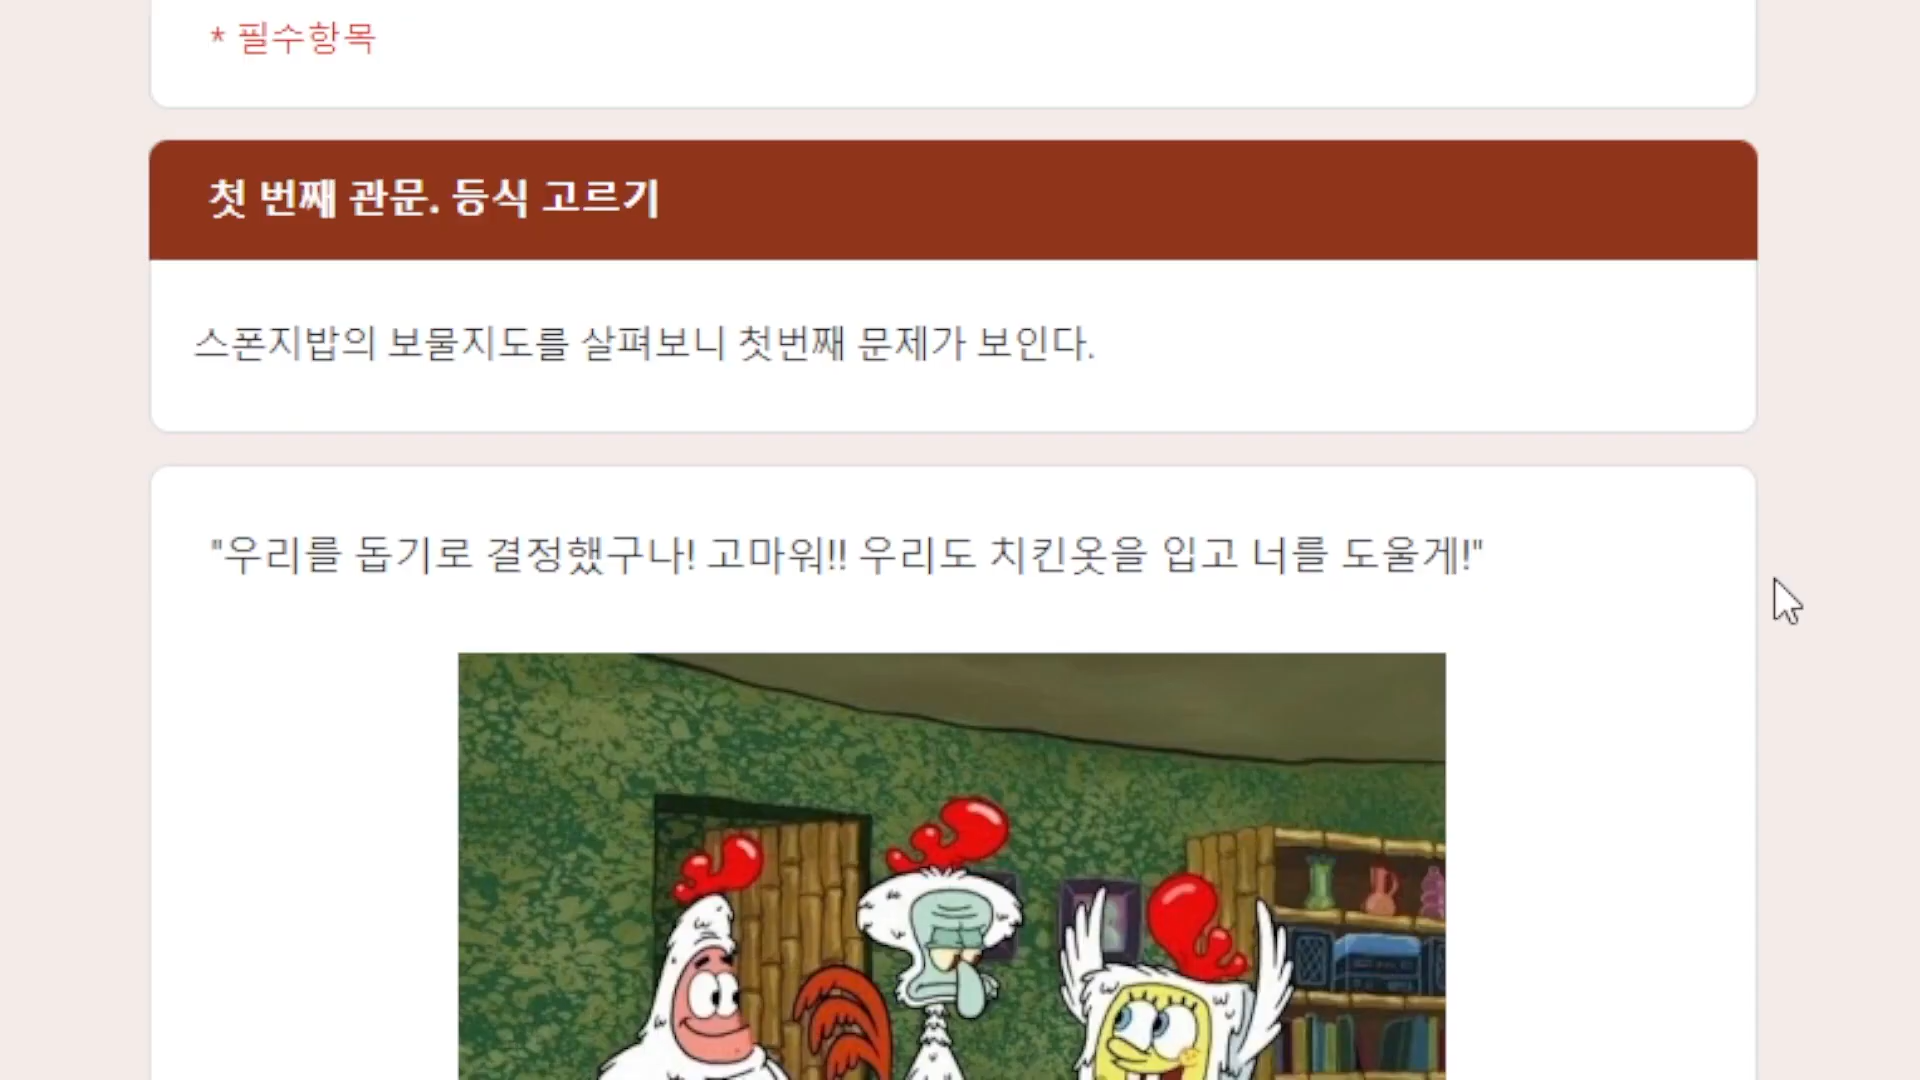 * 필수항목
첫 번째 관문. 등식 고르기
스폰지밥의 보물지도를 살펴보니 첫번째 문제가 보인다.
"우리를 돕기로 결정했구나! 고마워!! 우리도 치킨옷을 입고 너를 도울게!"